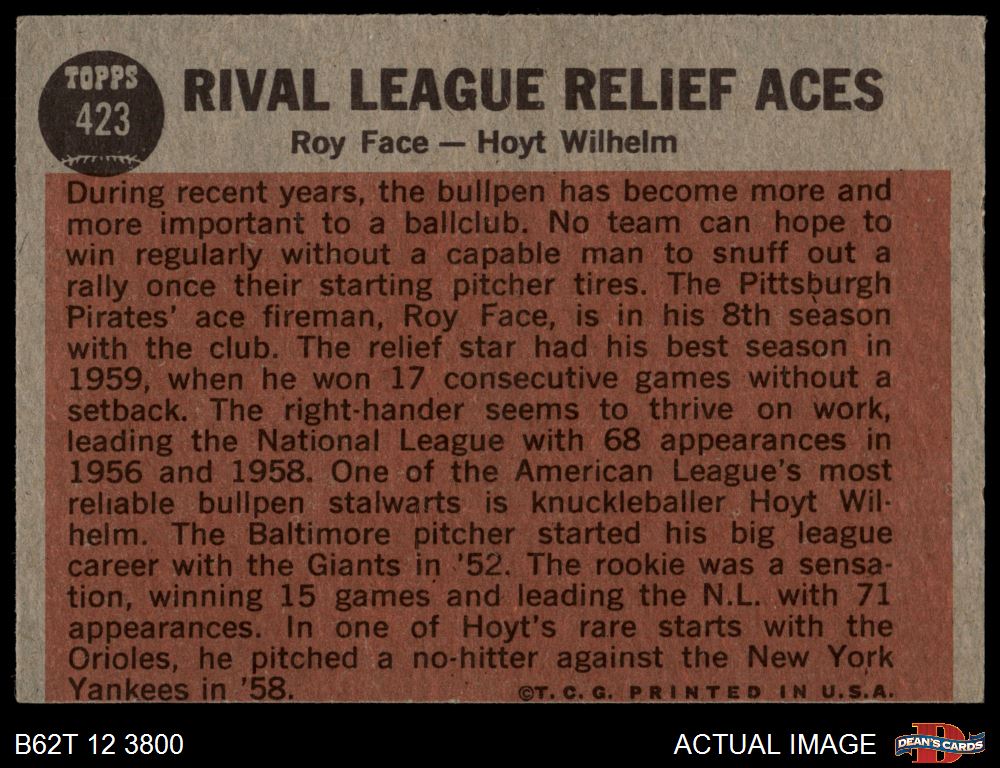 TOPPS
423
RIVAL LEAGUE RELIEF ACES
Roy Face — Hoyt Wilhelm
During recent years, the bullpen has become more and
more important to a ballclub. No team can hope to
win regularly without a capable man to snuff out a
rally once their starting pitcher tires. The Pittsburgh
Pirates' ace fireman, Roy Face, is in his 8th season
with the club. The relief star had his best season in
1959, when he won 17 consecutive games without a
setback. The right-hander seems to thrive on work,
leading the National League with 68 appearances in
1956 and 1958. One of the American League's most
reliable bullpen stalwarts is knuckleballer Hoyt Wil-
helm. The Baltimore pitcher started his big league
career with the Giants in '52. The rookie was a sensa-
tion, winning 15 games and leading the N.L. with 71
appearances. In one of Hoyt's rare starts with the
Orioles, he pitched a no-hitter against the New York
Yankees in '58.
©T. C. G. PRINTED IN U.S.A.
B62T 12 3800
ACTUAL IMAGE
D
DEAN'S CARDS